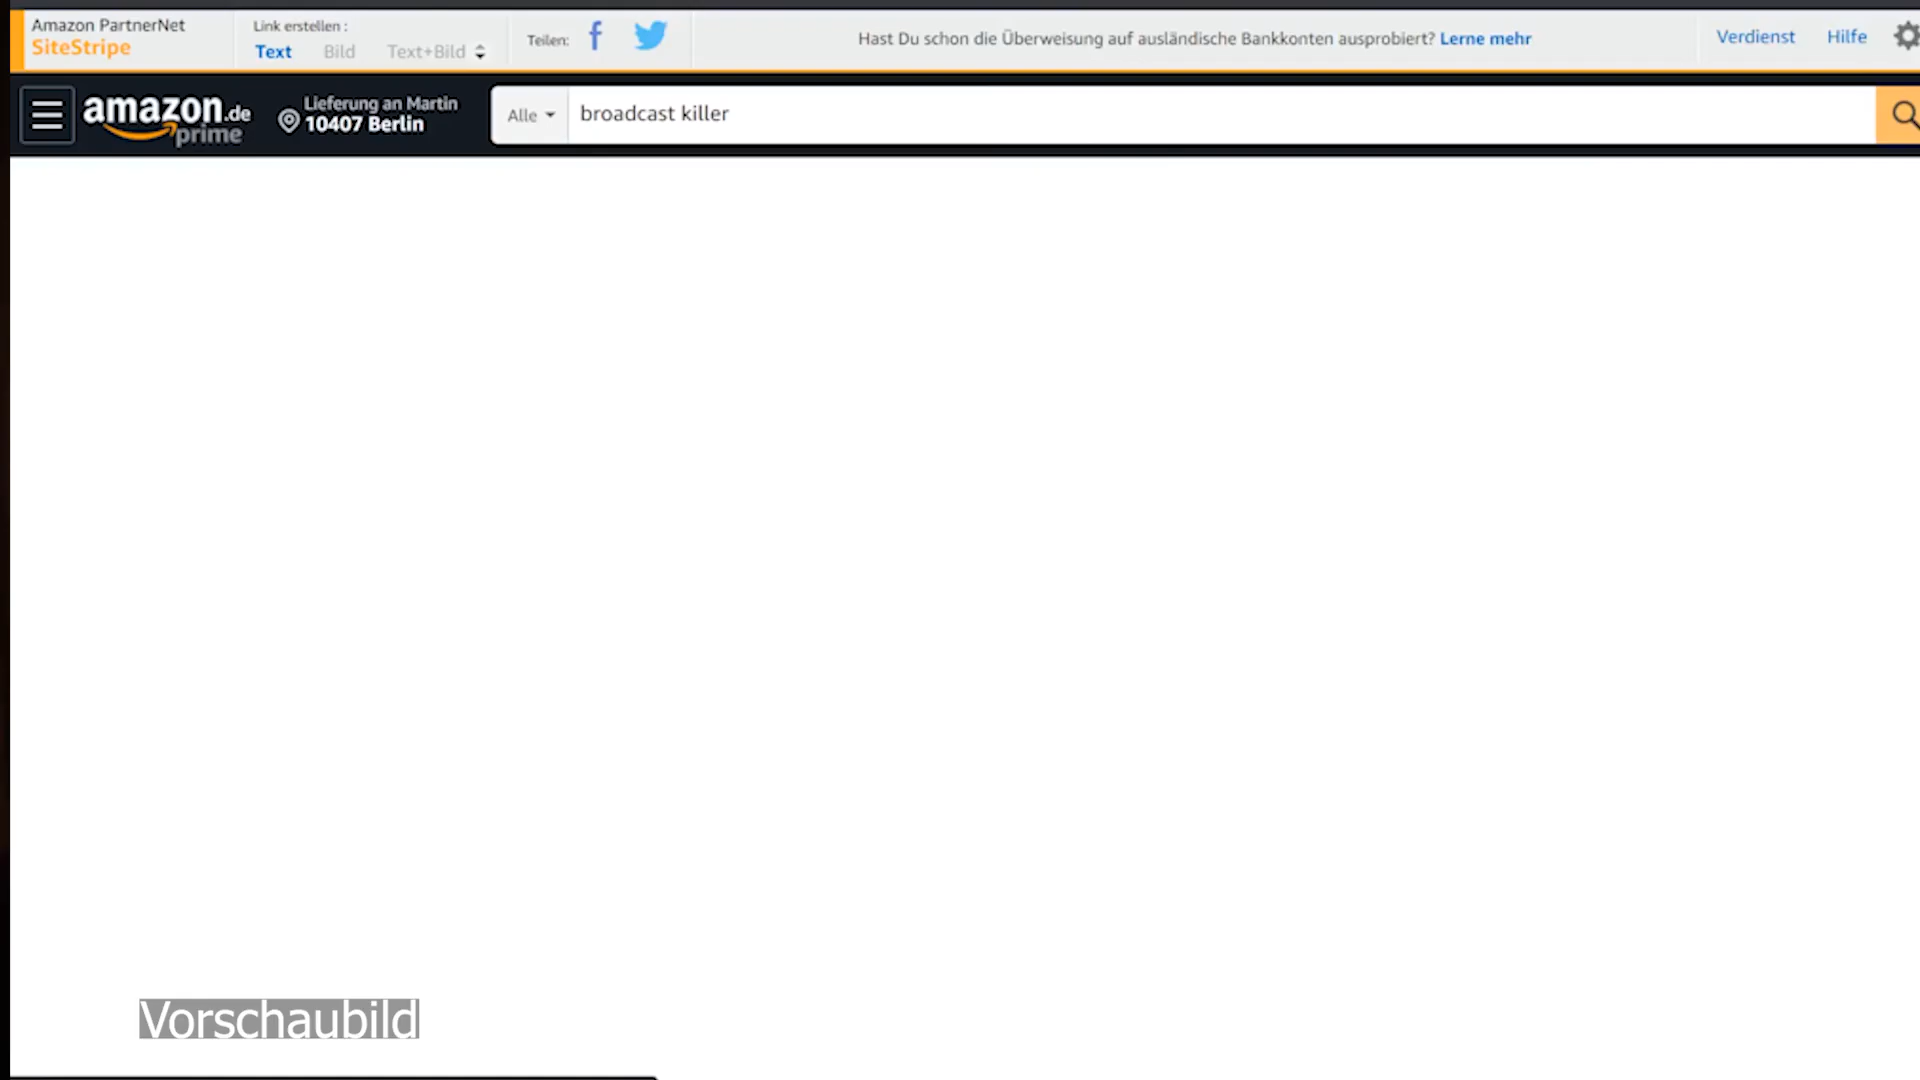 Amazon PartnerNet
SiteStripe
Link erstellen :
Text Bild Text+Bild
Teilen:
Hast Du schon die Überweisung auf ausländische Bankkonten ausprobiert? Lerne mehr
Verdienst Hilfe
amazon.de
prime
Lieferung an Martin
10407 Berlin
Alle
broadcast killer
Vorschaubild